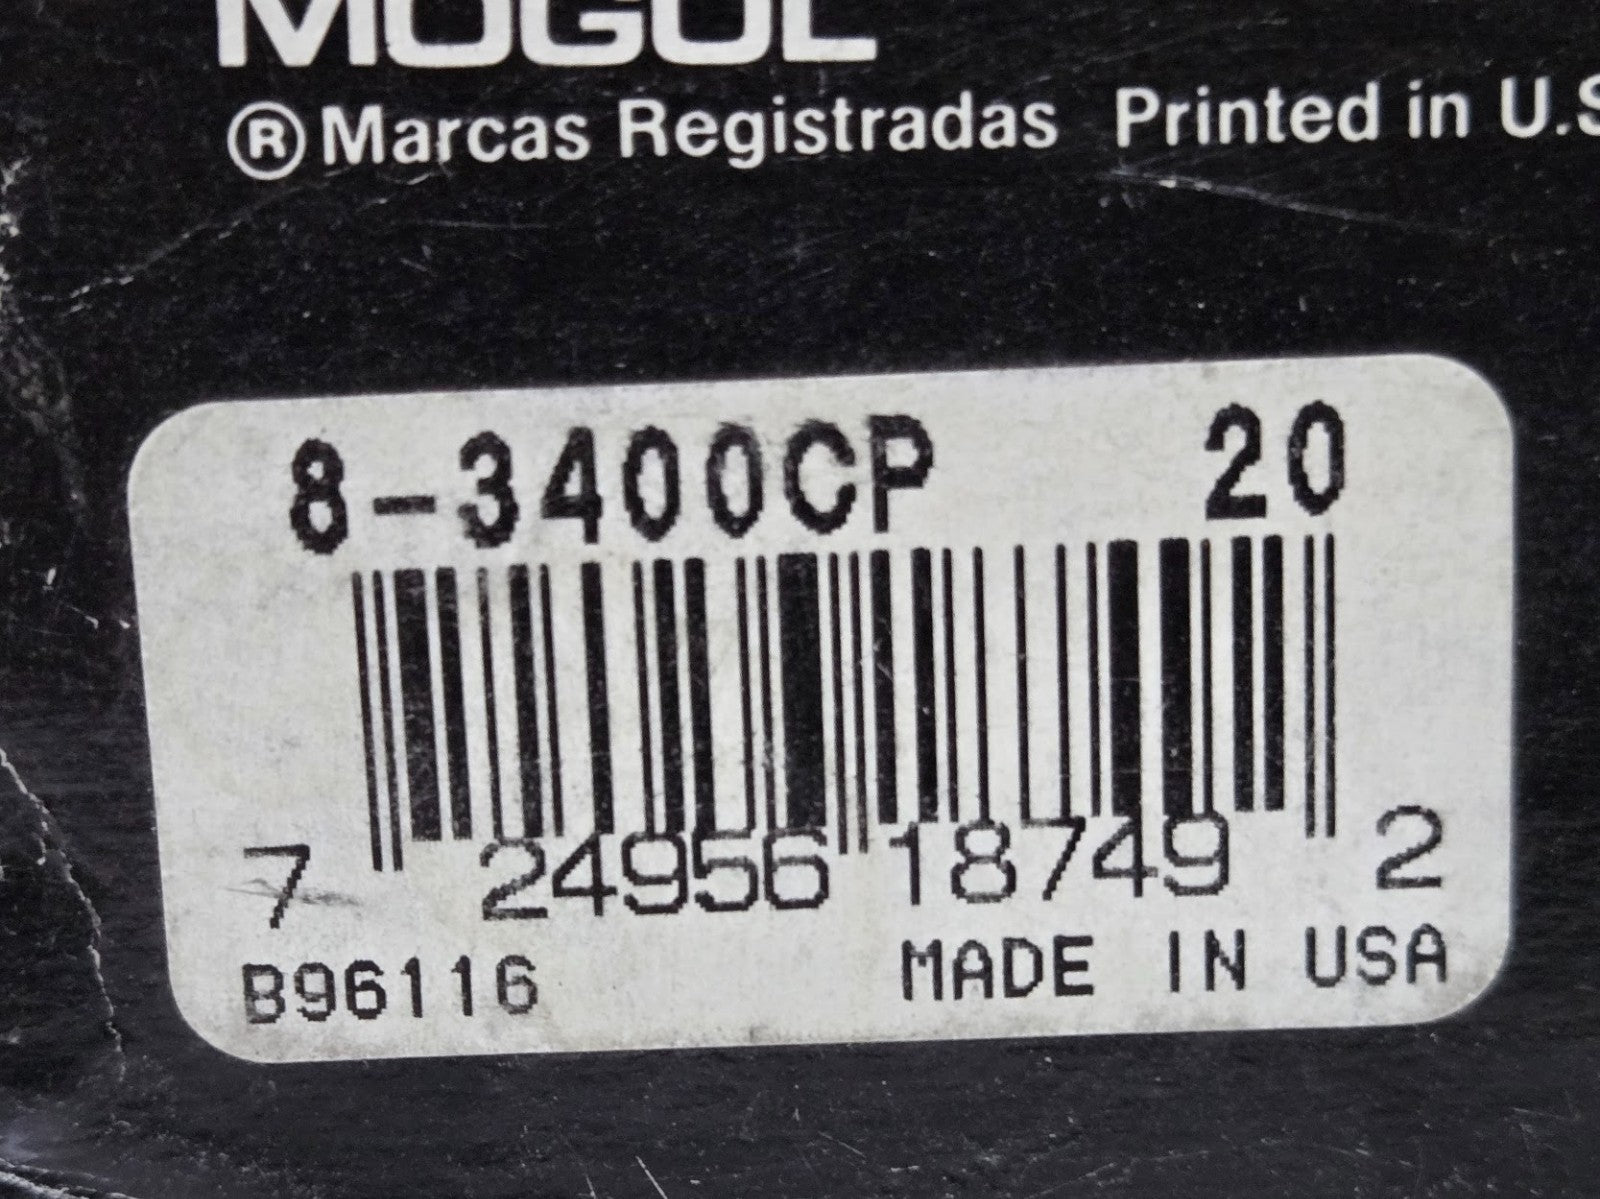 MOGUL
® Marcas Registradas Printed in U.S
8-3400CP 20
7 24956 18749 2
B96116 MADE IN USA